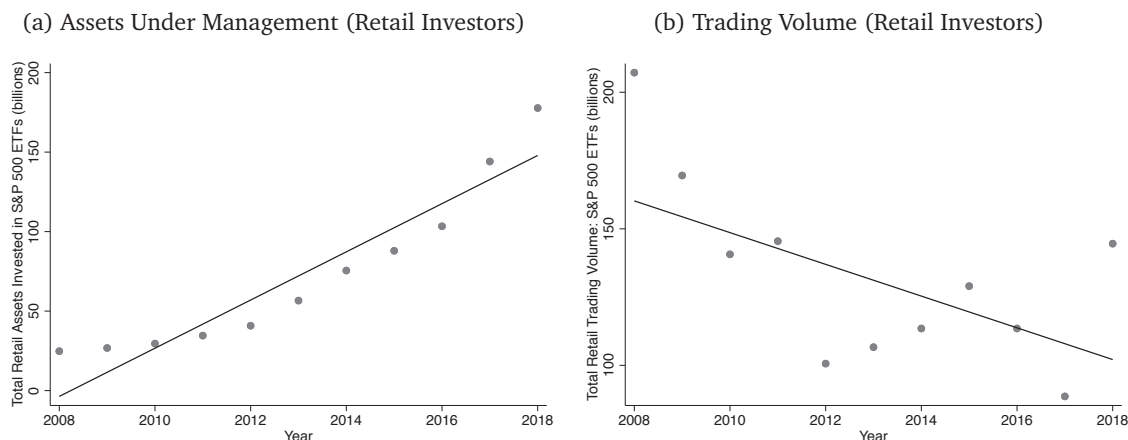 (a) Assets Under Management (Retail Investors)
Total Retail Assets Invested in S&P 500 ETFs (billions)
200
150
100
50
0
2008 2010 2012 2014 2016 2018
Year
(b) Trading Volume (Retail Investors)
Total Retail Trading Volume: S&P 500 ETFs (billions)
200
150
100
2008 2010 2012 2014 2016 2018
Year